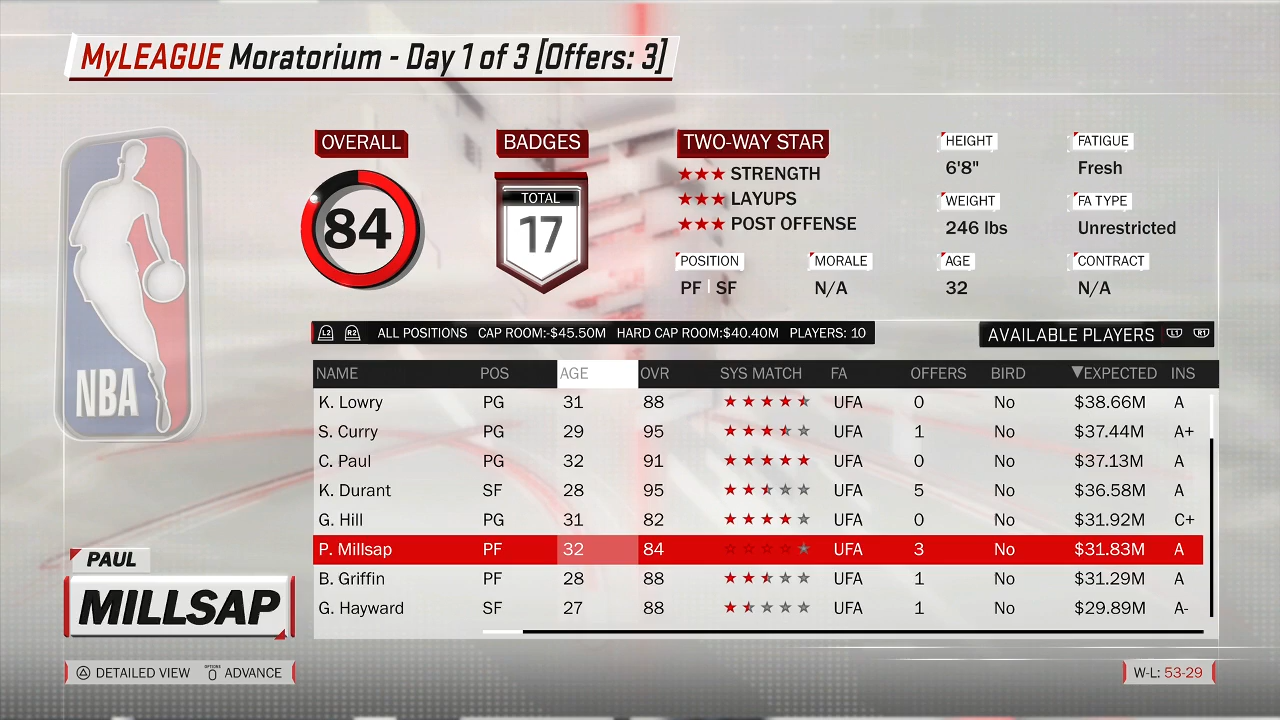 MyLEAGUE Moratorium - Day 1 of 3 [Offers: 3]
OVERALL
84
BADGES
TOTAL
17
TWO-WAY STAR
★★★ STRENGTH
★★★ LAYUPS
★★★ POST OFFENSE
POSITION
PF | SF
MORALE
N/A
HEIGHT
6'8"
WEIGHT
246 lbs
AGE
32
FATIGUE
Fresh
FA TYPE
Unrestricted
CONTRACT
N/A
NBA
L2 R2 ALL POSITIONS CAP ROOM:-$45.50M HARD CAP ROOM:$40.40M PLAYERS: 10
AVAILABLE PLAYERS L1 R1
NAME POS AGE OVR SYS MATCH FA OFFERS BIRD ▼EXPECTED INS
K. Lowry PG 31 88 UFA 0 No $38.66M A
S. Curry PG 29 95 UFA 1 No $37.44M A+
C. Paul PG 32 91 UFA 0 No $37.13M A
K. Durant SF 28 95 UFA 5 No $36.58M A
G. Hill PG 31 82 UFA 0 No $31.92M C+
P. Millsap PF 32 84 UFA 3 No $31.83M A
B. Griffin PF 28 88 UFA 1 No $31.29M A
G. Hayward SF 27 88 UFA 1 No $29.89M A-
PAUL
MILLSAP
DETAILED VIEW OPTIONS ADVANCE
W-L: 53-29